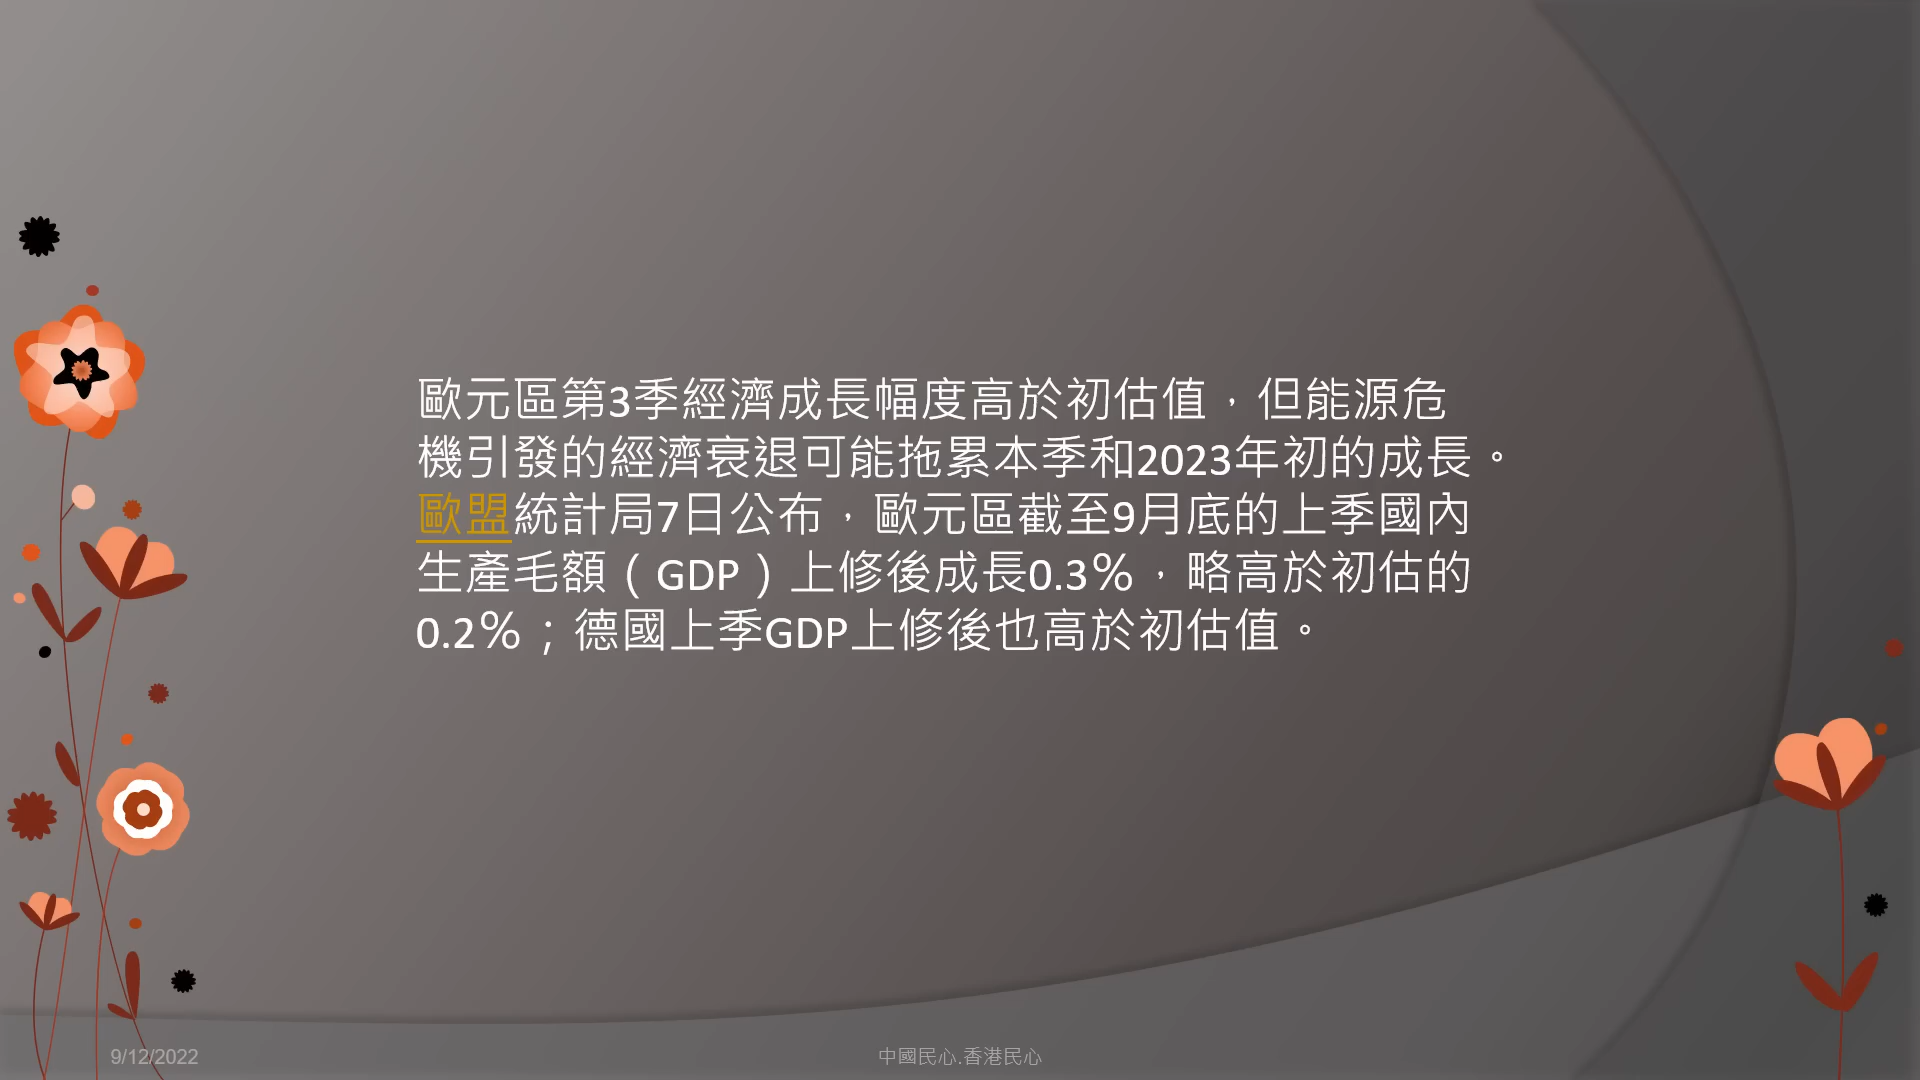 歐元區第3季經濟成長幅度高於初估值，但能源危
機引發的經濟衰退可能拖累本季和2023年初的成長。
歐盟統計局7日公布，歐元區截至9月底的上季國內
生產毛額（GDP）上修後成長0.3%，略高於初估的
0.2%；德國上季GDP上修後也高於初估值。
9/12/2022
中國民心.香港民心